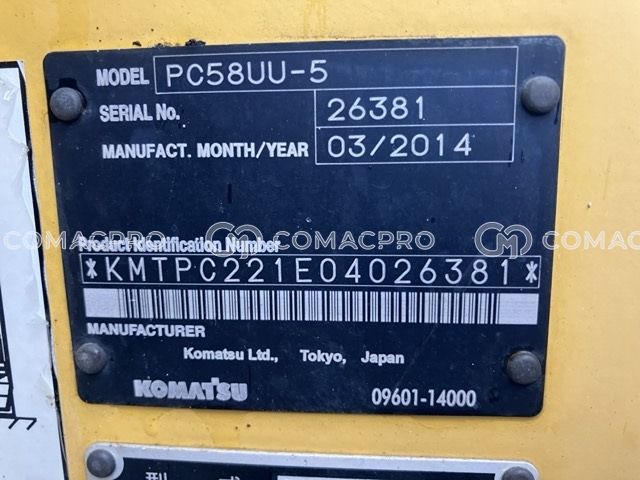 MODEL PC58UU-5
SERIAL No. 26381
MANUFACT. MONTH/YEAR 03/2014
COMACPRO COMACPRO COMACPRO
Product Identification Number
*KMTPC221E04026381*
MANUFACTURER
Komatsu Ltd., Tokyo, Japan
KOMATSU 09601-14000